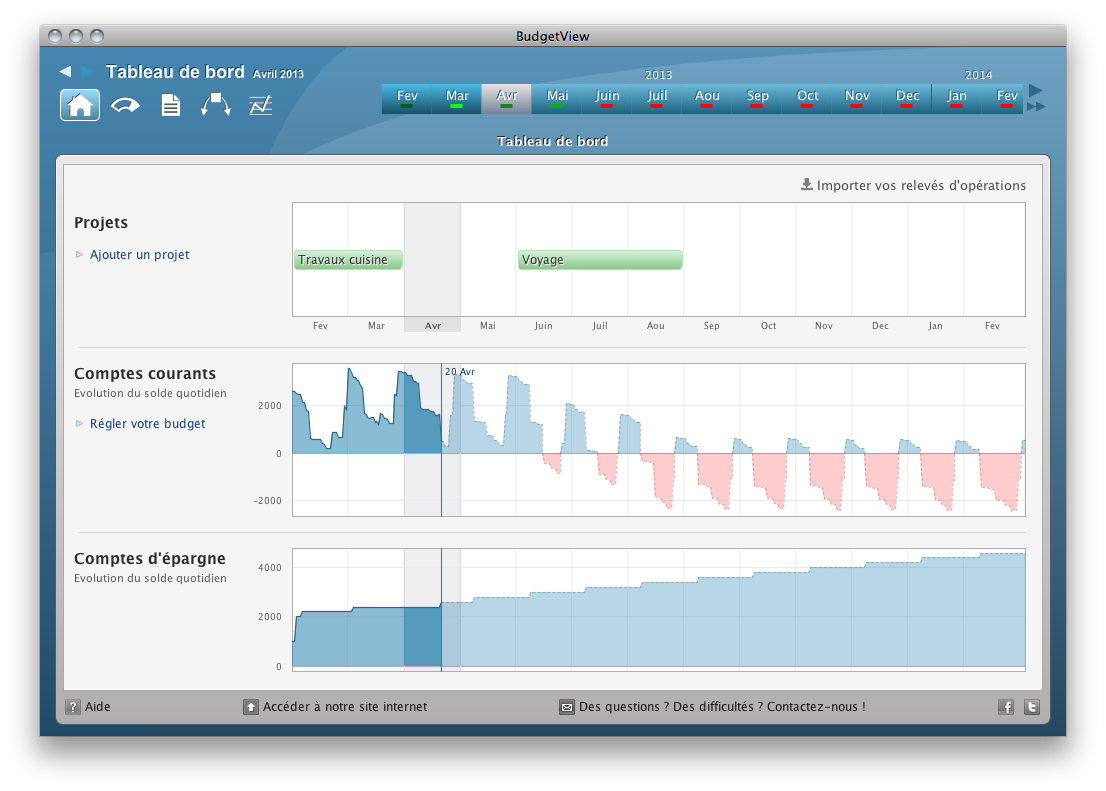 BudgetView
Tableau de bord Avril 2013
2013 2014
Fev Mar Avr Mai Juin Juil Aou Sep Oct Nov Dec Jan Fev
Tableau de bord
Importer vos relevés d'opérations
Projets
Ajouter un projet
Travaux cuisine Voyage
Fev Mar Avr Mai Juin Juil Aou Sep Oct Nov Dec Jan Fev
Comptes courants
Evolution du solde quotidien
Régler votre budget
20 Avr
2000
0
-2000
Comptes d'épargne
Evolution du solde quotidien
4000
2000
0
? Aide Accéder à notre site internet Des questions ? Des difficultés ? Contactez-nous ! f t